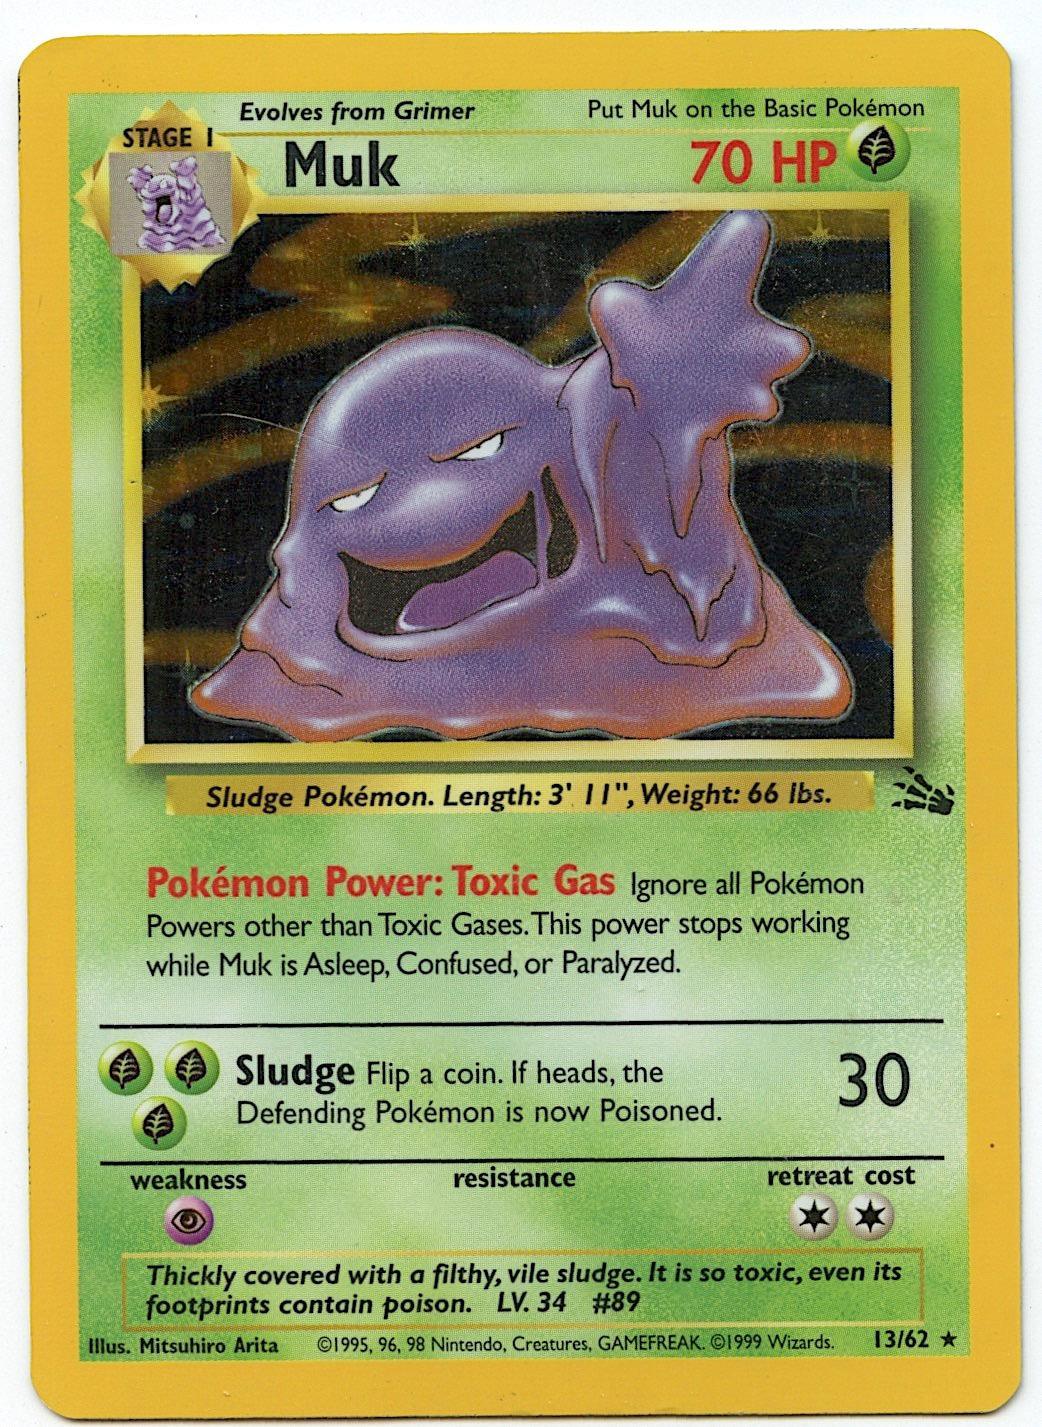 Evolves from Grimer
Put Muk on the Basic Pokémon
STAGE 1
Muk
70 HP
Sludge Pokémon. Length: 3' 11", Weight: 66 lbs.
Pokémon Power: Toxic Gas Ignore all Pokémon
Powers other than Toxic Gases. This power stops working
while Muk is Asleep, Confused, or Paralyzed.
Sludge Flip a coin. If heads, the
Defending Pokémon is now Poisoned.
30
weakness
resistance
retreat cost
Thickly covered with a filthy, vile sludge. It is so toxic, even its
footprints contain poison. LV. 34 #89
Illus. Mitsuhiro Arita
©1995, 96, 98 Nintendo, Creatures, GAMEFREAK. ©1999 Wizards.
13/62 ★